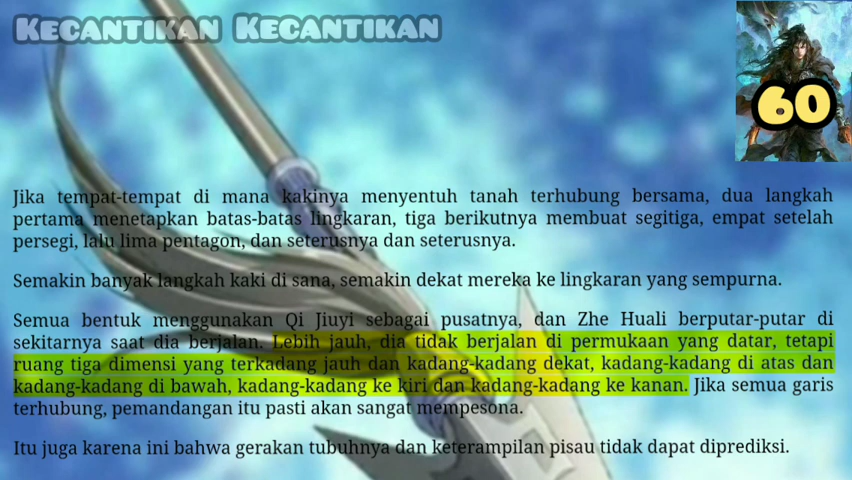 Kecantikan Kecantikan
60
Jika tempat-tempat di mana kakinya menyentuh tanah terhubung bersama, dua langkah
pertama menetapkan batas-batas lingkaran, tiga berikutnya membuat segitiga, empat setelah
persegi, lalu lima pentagon, dan seterusnya dan seterusnya.
Semakin banyak langkah kaki di sana, semakin dekat mereka ke lingkaran yang sempurna.
Semua bentuk menggunakan Qi Jiuyi sebagai pusatnya, dan Zhe Huali berputar-putar di
sekitarnya saat dia berjalan. Lebih jauh, dia tidak berjalan di permukaan yang datar, tetapi
ruang tiga dimensi yang terkadang jauh dan kadang-kadang dekat, kadang-kadang di atas dan
kadang-kadang di bawah, kadang-kadang ke kiri dan kadang-kadang ke kanan. Jika semua garis
terhubung, pemandangan itu pasti akan sangat mempesona.
Itu juga karena ini bahwa gerakan tubuhnya dan keterampilan pisau tidak dapat diprediksi.